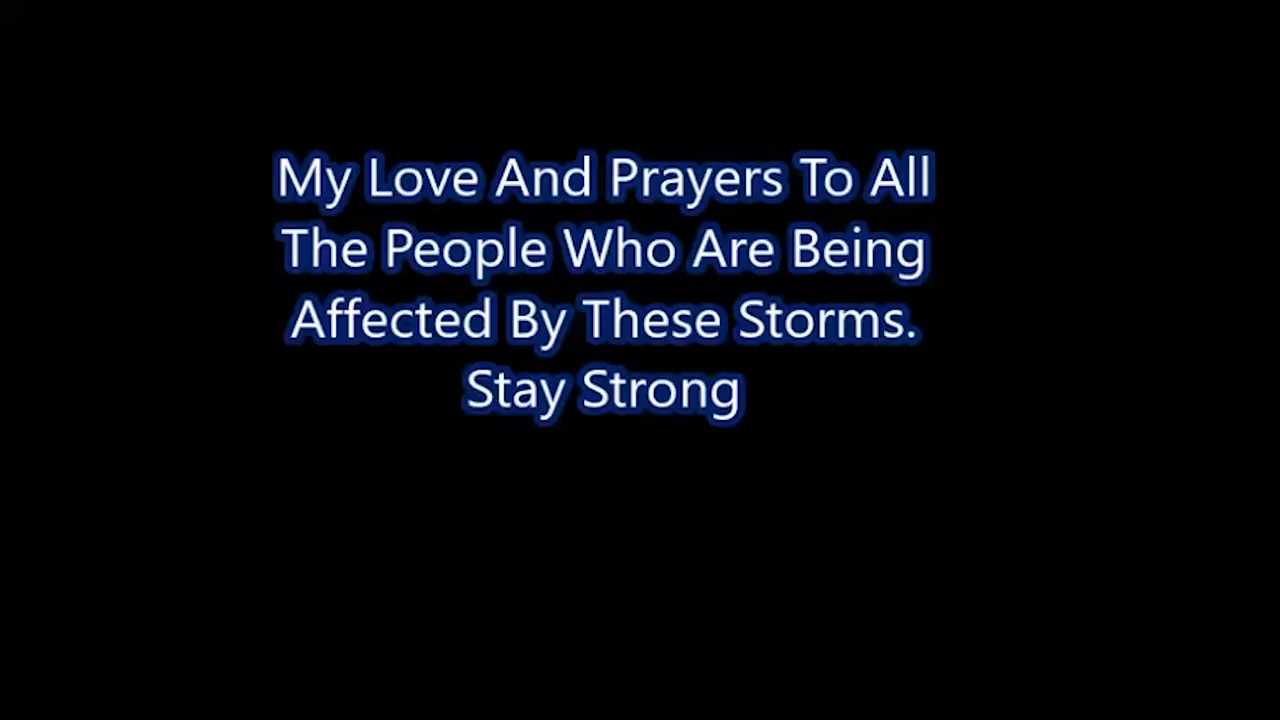 My Love And Prayers To All
The People Who Are Being
Affected By These Storms.
Stay Strong